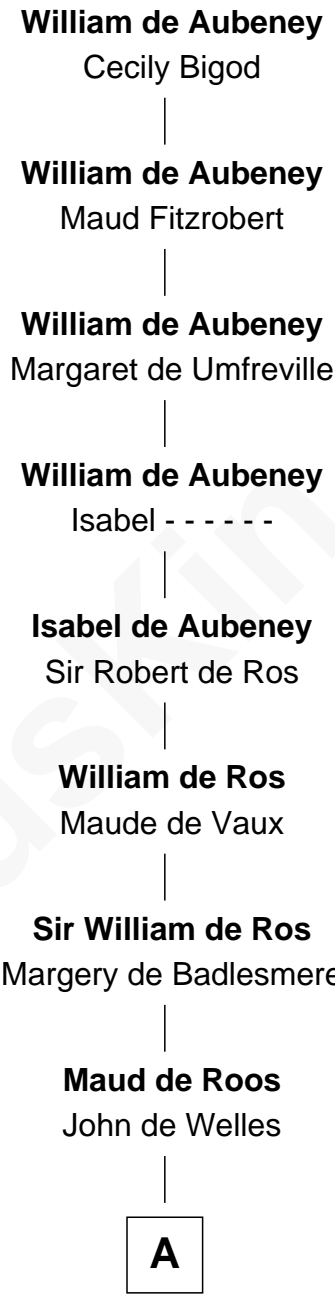 William de Aubeney
Cecily Bigod
William de Aubeney
Maud Fitzrobert
William de Aubeney
Margaret de Umfreville
William de Aubeney
Isabel - - - - - -
Isabel de Aubeney
Sir Robert de Ros
William de Ros
Maude de Vaux
Sir William de Ros
Margery de Badlesmere
Maud de Roos
John de Welles
A